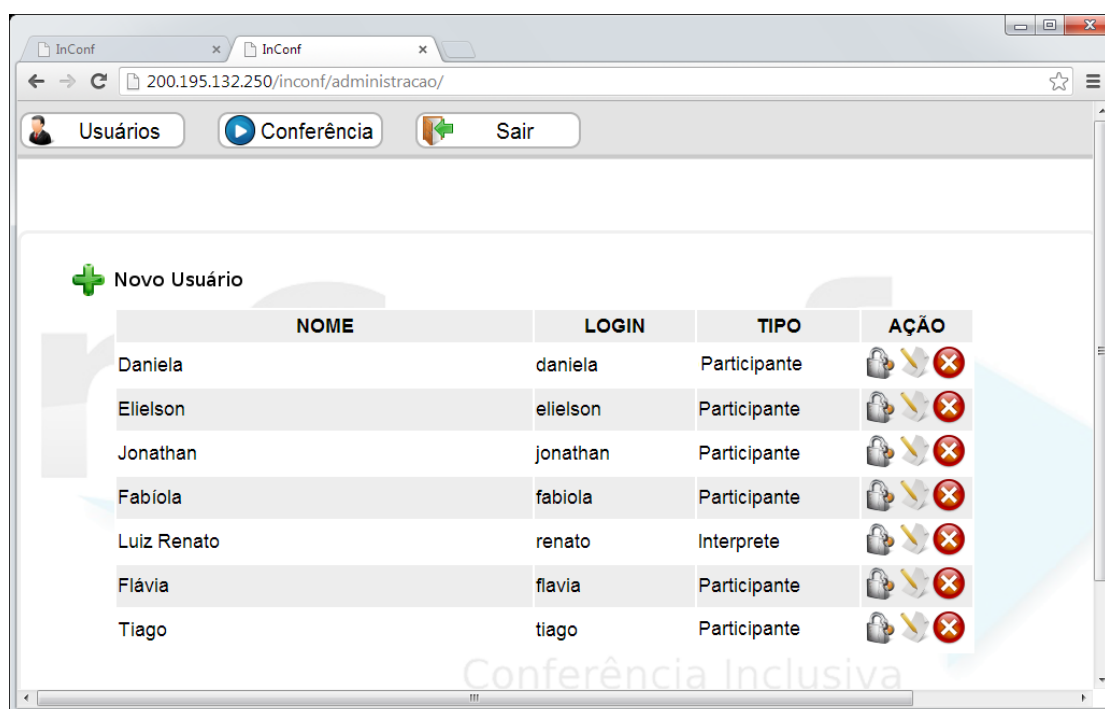 InConf
InConf
200.195.132.250/inconf/administracao/
Usuários Conferência Sair
Novo Usuário
NOME LOGIN TIPO AÇÃO
Daniela daniela Participante
Elielson elielson Participante
Jonathan jonathan Participante
Fabíola fabiola Participante
Luiz Renato renato Interprete
Flávia flavia Participante
Tiago tiago Participante
Conferência Inclusiva